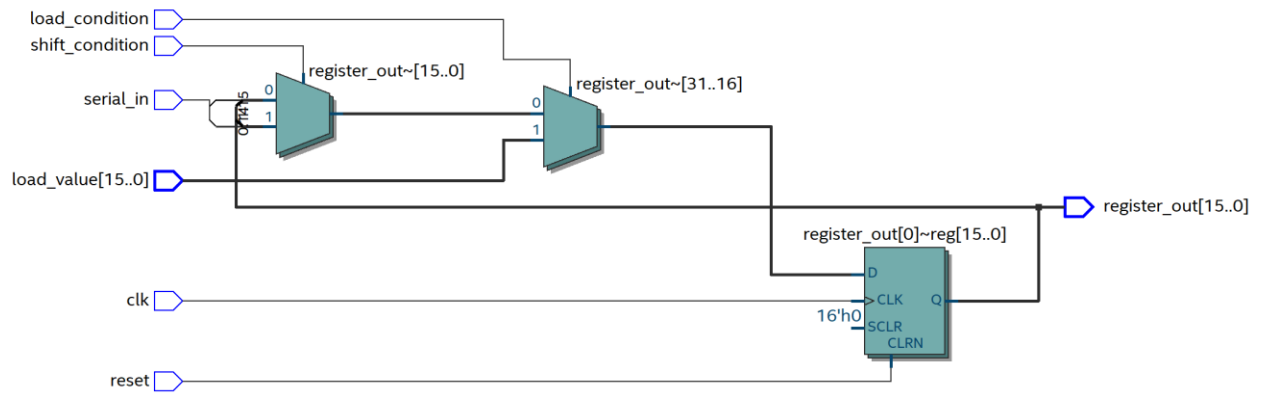 load_condition
shift_condition
register_out~[15..0]
register_out~[31..16]
serial_in
0
1
0
1
load_value[15..0]
register_out[15..0]
register_out[0]~reg[15..0]
D
clk
CLK
Q
16'h0
SCLR
CLRN
reset